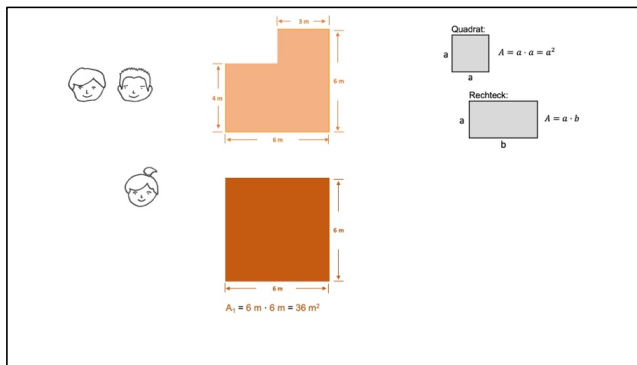 3 m
Quadrat:
a
A = a · a = a²
a
4 m
6 m
6 m
Rechteck:
a
A = a · b
b
6 m
6 m
A₁ = 6 m · 6 m = 36 m²